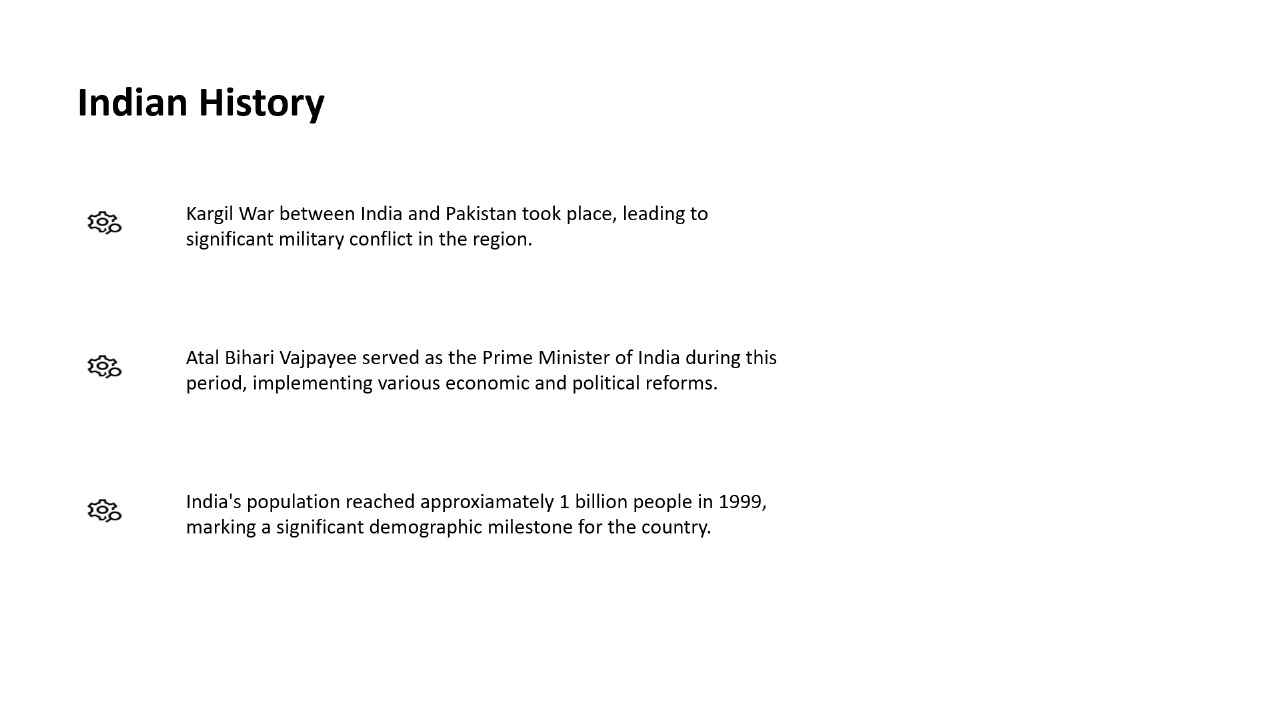 Indian History
Kargil War between India and Pakistan took place, leading to
significant military conflict in the region.
Atal Bihari Vajpayee served as the Prime Minister of India during this
period, implementing various economic and political reforms.
India's population reached approxiamately 1 billion people in 1999,
marking a significant demographic milestone for the country.